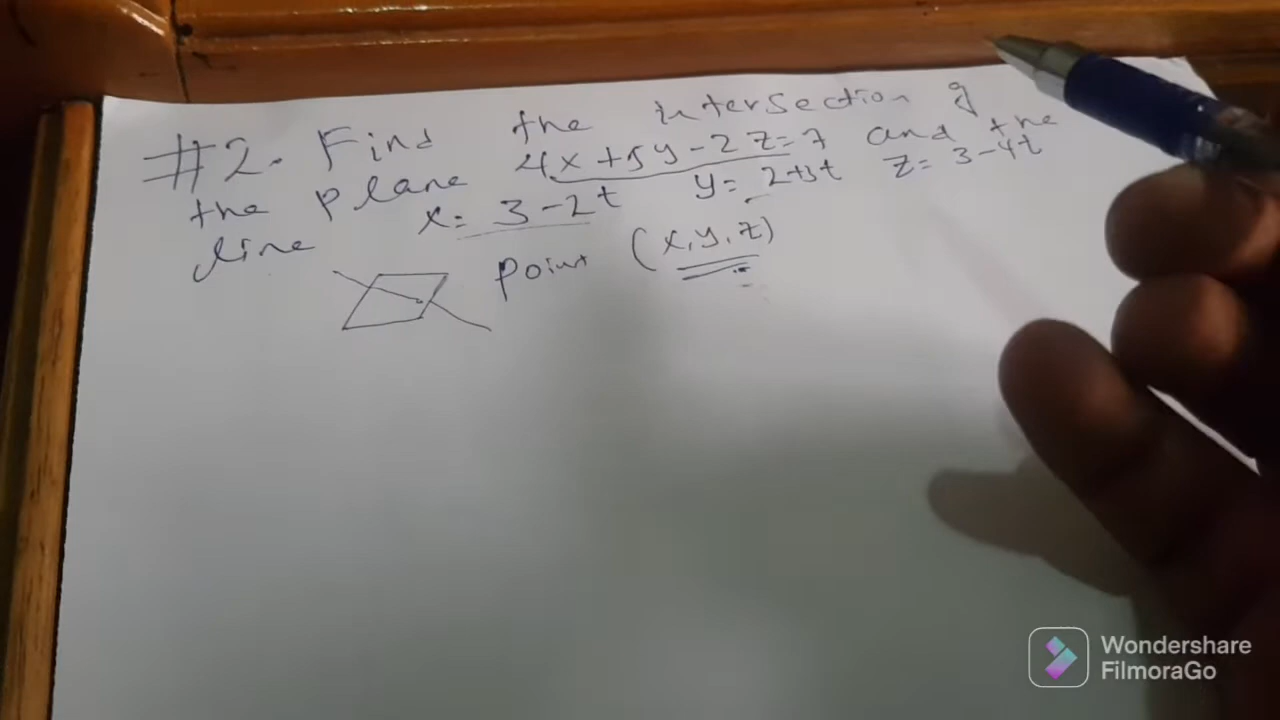 #2. Find the intersection of
the plane 4x+5y-2z=7 and the
line x= 3-2t y= 2+5t z= 3-4t
point (x,y,z)
Wondershare
FilmoraGo